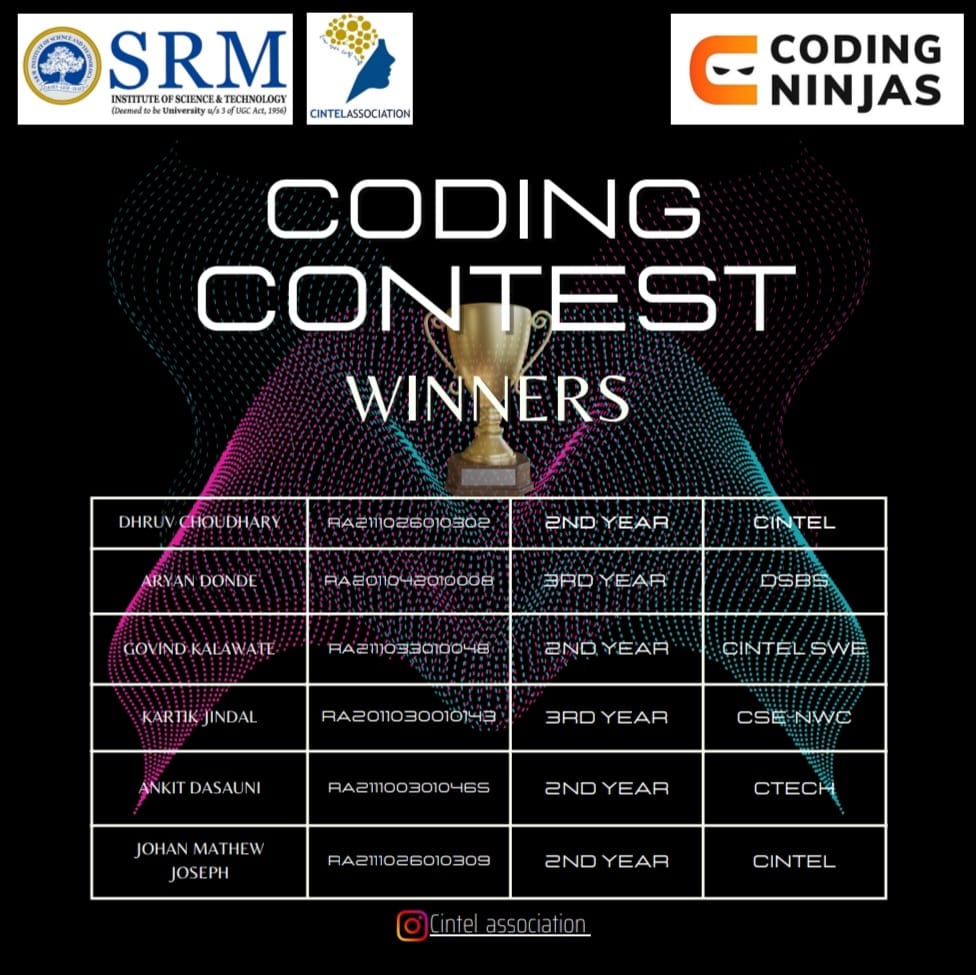 SRM
INSTITUTE OF SCIENCE & TECHNOLOGY
(Deemed to be University u/s 3 of UGC Act, 1956)
CINTELASSOCIATION
CODING
NINJAS
CODING
CONTEST
WINNERS
DHRUV CHOUDHARY RA2111026010302 2ND YEAR CINTEL
ARYAN DONDE RA2011042010008 3RD YEAR DSBS
GOVIND KALAWATE RA2111033010048 2ND YEAR CINTEL SWE
KARTIK JINDAL RA2011030010143 3RD YEAR CSE-NWC
ANKIT DASAUNI RA2111003010465 2ND YEAR CTECH
JOHAN MATHEW
JOSEPH RA2111026010309 2ND YEAR CINTEL
Cintel association